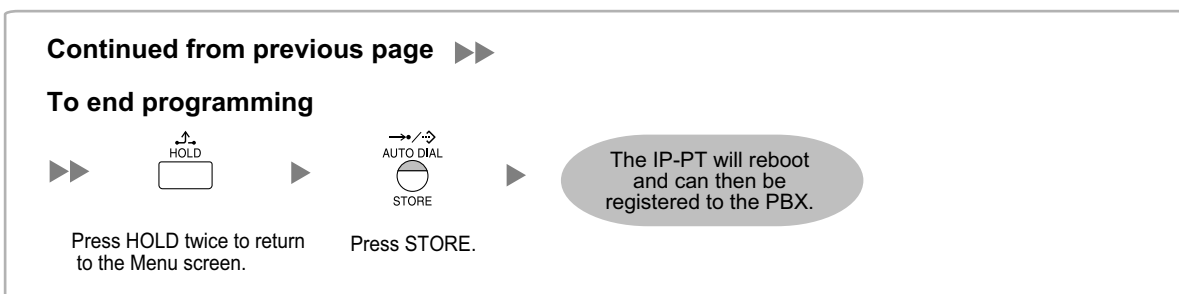 Continued from previous page
To end programming
HOLD
AUTO DIAL
STORE
The IP-PT will reboot
and can then be
registered to the PBX.
Press HOLD twice to return
to the Menu screen.
Press STORE.